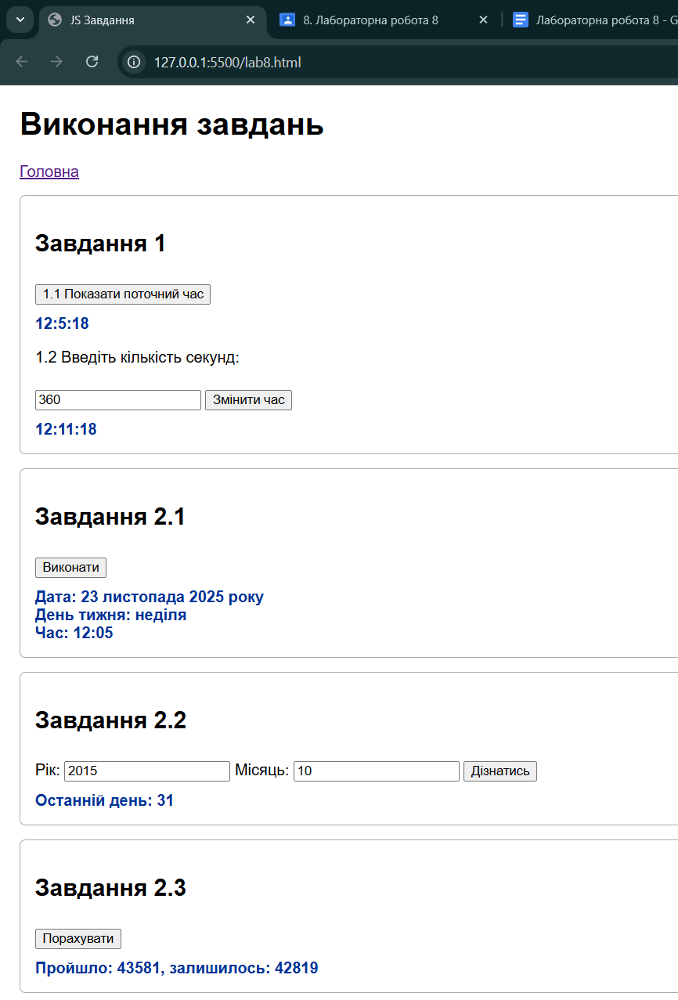 JS Завдання
8. Лабораторна робота 8
Лабораторна робота 8 - G
127.0.0.1:5500/lab8.html
Виконання завдань
Головна
Завдання 1
1.1 Показати поточний час
12:5:18
1.2 Введіть кількість секунд:
360 Змінити час
12:11:18
Завдання 2.1
Виконати
Дата: 23 листопада 2025 року
День тижня: неділя
Час: 12:05
Завдання 2.2
Рік: 2015 Місяць: 10 Дізнатись
Останній день: 31
Завдання 2.3
Порахувати
Пройшло: 43581, залишилось: 42819